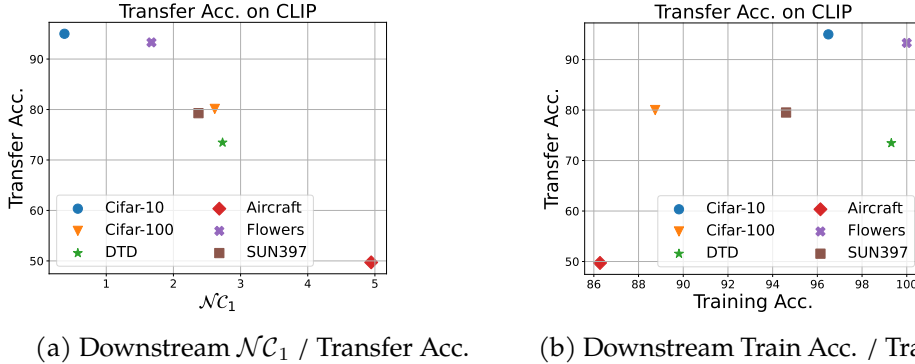 Transfer Acc. on CLIP
Transfer Acc.
90
80
70
60
50
Cifar-10
Cifar-100
DTD
Aircraft
Flowers
SUN397
1 2 3 4 5
𝒩𝒞₁
(a) Downstream 𝒩𝒞₁ / Transfer Acc.
Transfer Acc. on CLIP
Transfer Acc.
90
80
70
60
50
Cifar-10
Cifar-100
DTD
Aircraft
Flowers
SUN397
86 88 90 92 94 96 98 100
Training Acc.
(b) Downstream Train Acc. / Tra